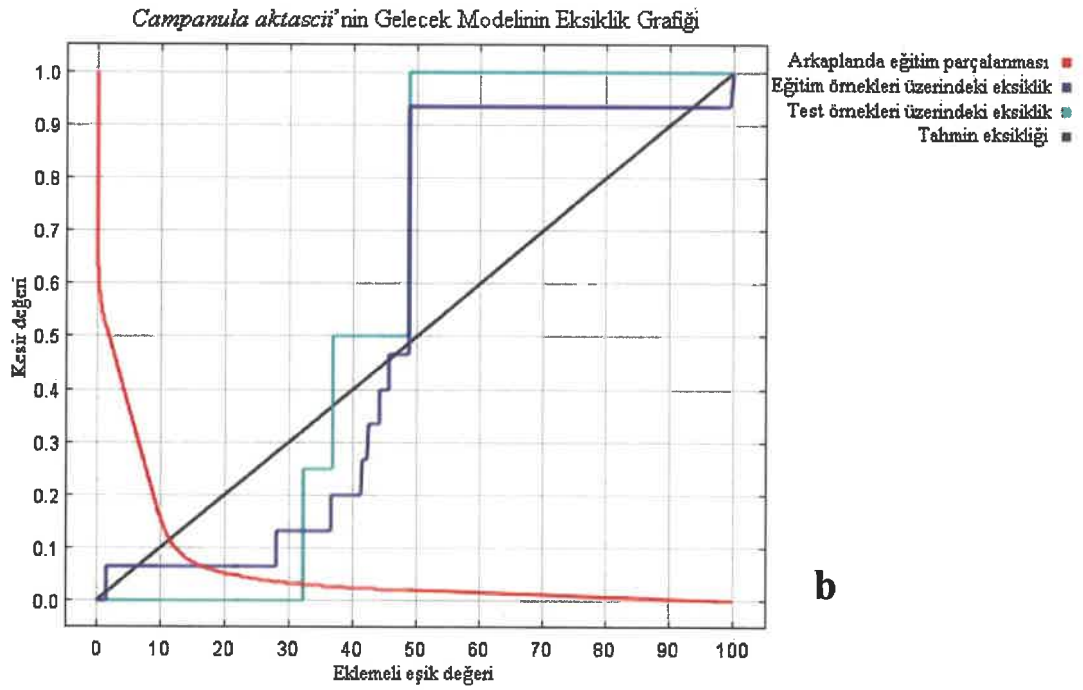 Campanula aktascii'nin Gelecek Modelinin Eksiklik Grafiği
Arkaplanda eğitim parçalanması
Eğitim örnekleri üzerindeki eksiklik
Test örnekleri üzerindeki eksiklik
Tahmin eksikliği
Kesir değeri
1.0
0.9
0.8
0.7
0.6
0.5
0.4
0.3
0.2
0.1
0.0
0 10 20 30 40 50 60 70 80 90 100
Eklemeli eşik değeri
b